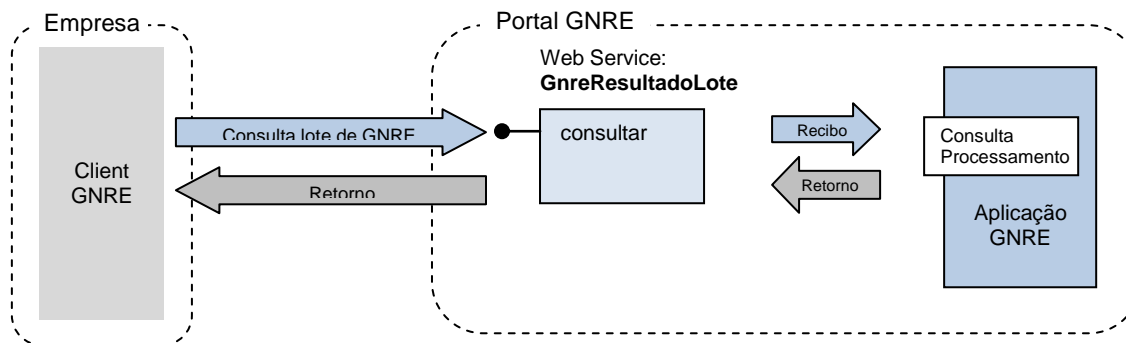 Empresa
Portal GNRE
Web Service:
GnreResultadoLote
Client
GNRE
Consulta lote de GNRE
Retorno
consultar
Recibo
Retorno
Consulta
Processamento
Aplicação
GNRE